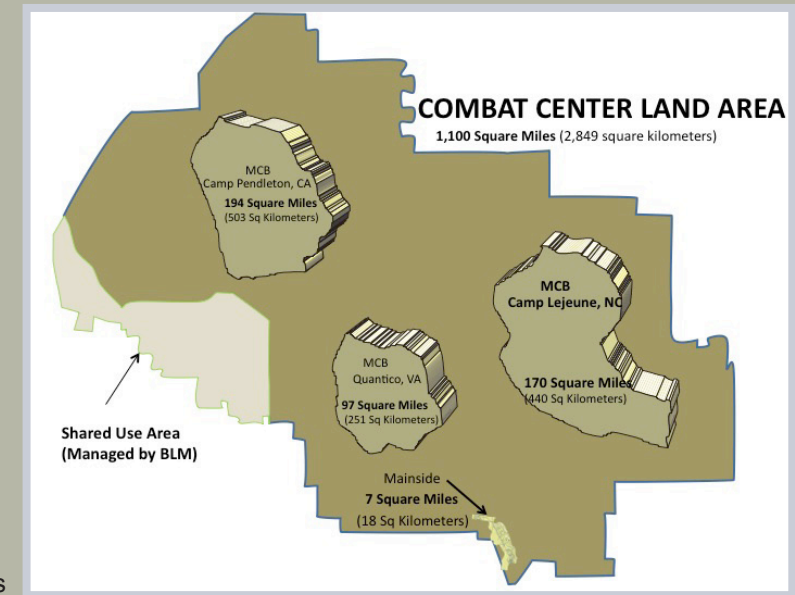 COMBAT CENTER LAND AREA
1,100 Square Miles (2,849 square kilometers)
MCB
Camp Pendleton, CA
194 Square Miles
(503 Sq Kilometers)
MCB
Camp Lejeune, NC
170 Square Miles
(440 Sq Kilometers)
MCB
Quantico, VA
97 Square Miles
(251 Sq Kilometers)
Shared Use Area
(Managed by BLM)
Mainside
7 Square Miles
(18 Sq Kilometers)
s